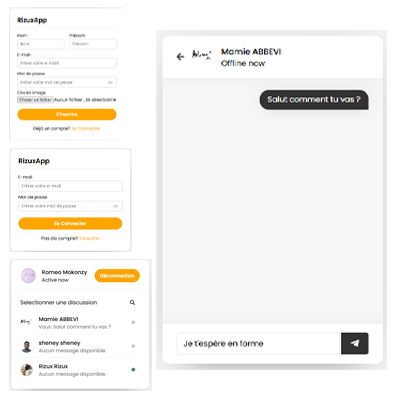 RizuxApp
Nom
Prénom
Nom
Prénom
E-mail
Entrer votre e-mail
Mot de passe
Entrer votre mot de passe
Choisir image
Choisir un fichier Aucun fichier...té sélectionné
S'inscrire
Déjà un compte? Se Connecter
RizuxApp
E-mail
Entrer votre e-mail
Mot de passe
Entrer votre mot de passe
Se Connecter
Pas de compte? S'inscrire
Romeo Mokonzy
Active now
Déconnexion
Selectionner une discussion
Mamie ABBEVI
Vous: Salut comment tu vas ?
sheney sheney
Aucun message disponible.
Rizux Rizux
Aucun message disponible.
Mamie ABBEVI
Offline now
Salut comment tu vas ?
Je t'espère en forme